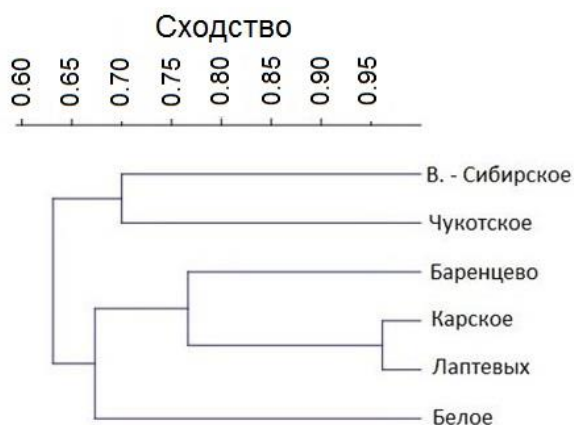 Сходство
0.60 0.65 0.70 0.75 0.80 0.85 0.90 0.95
В. - Сибирское
Чукотское
Баренцево
Карское
Лаптевых
Белое